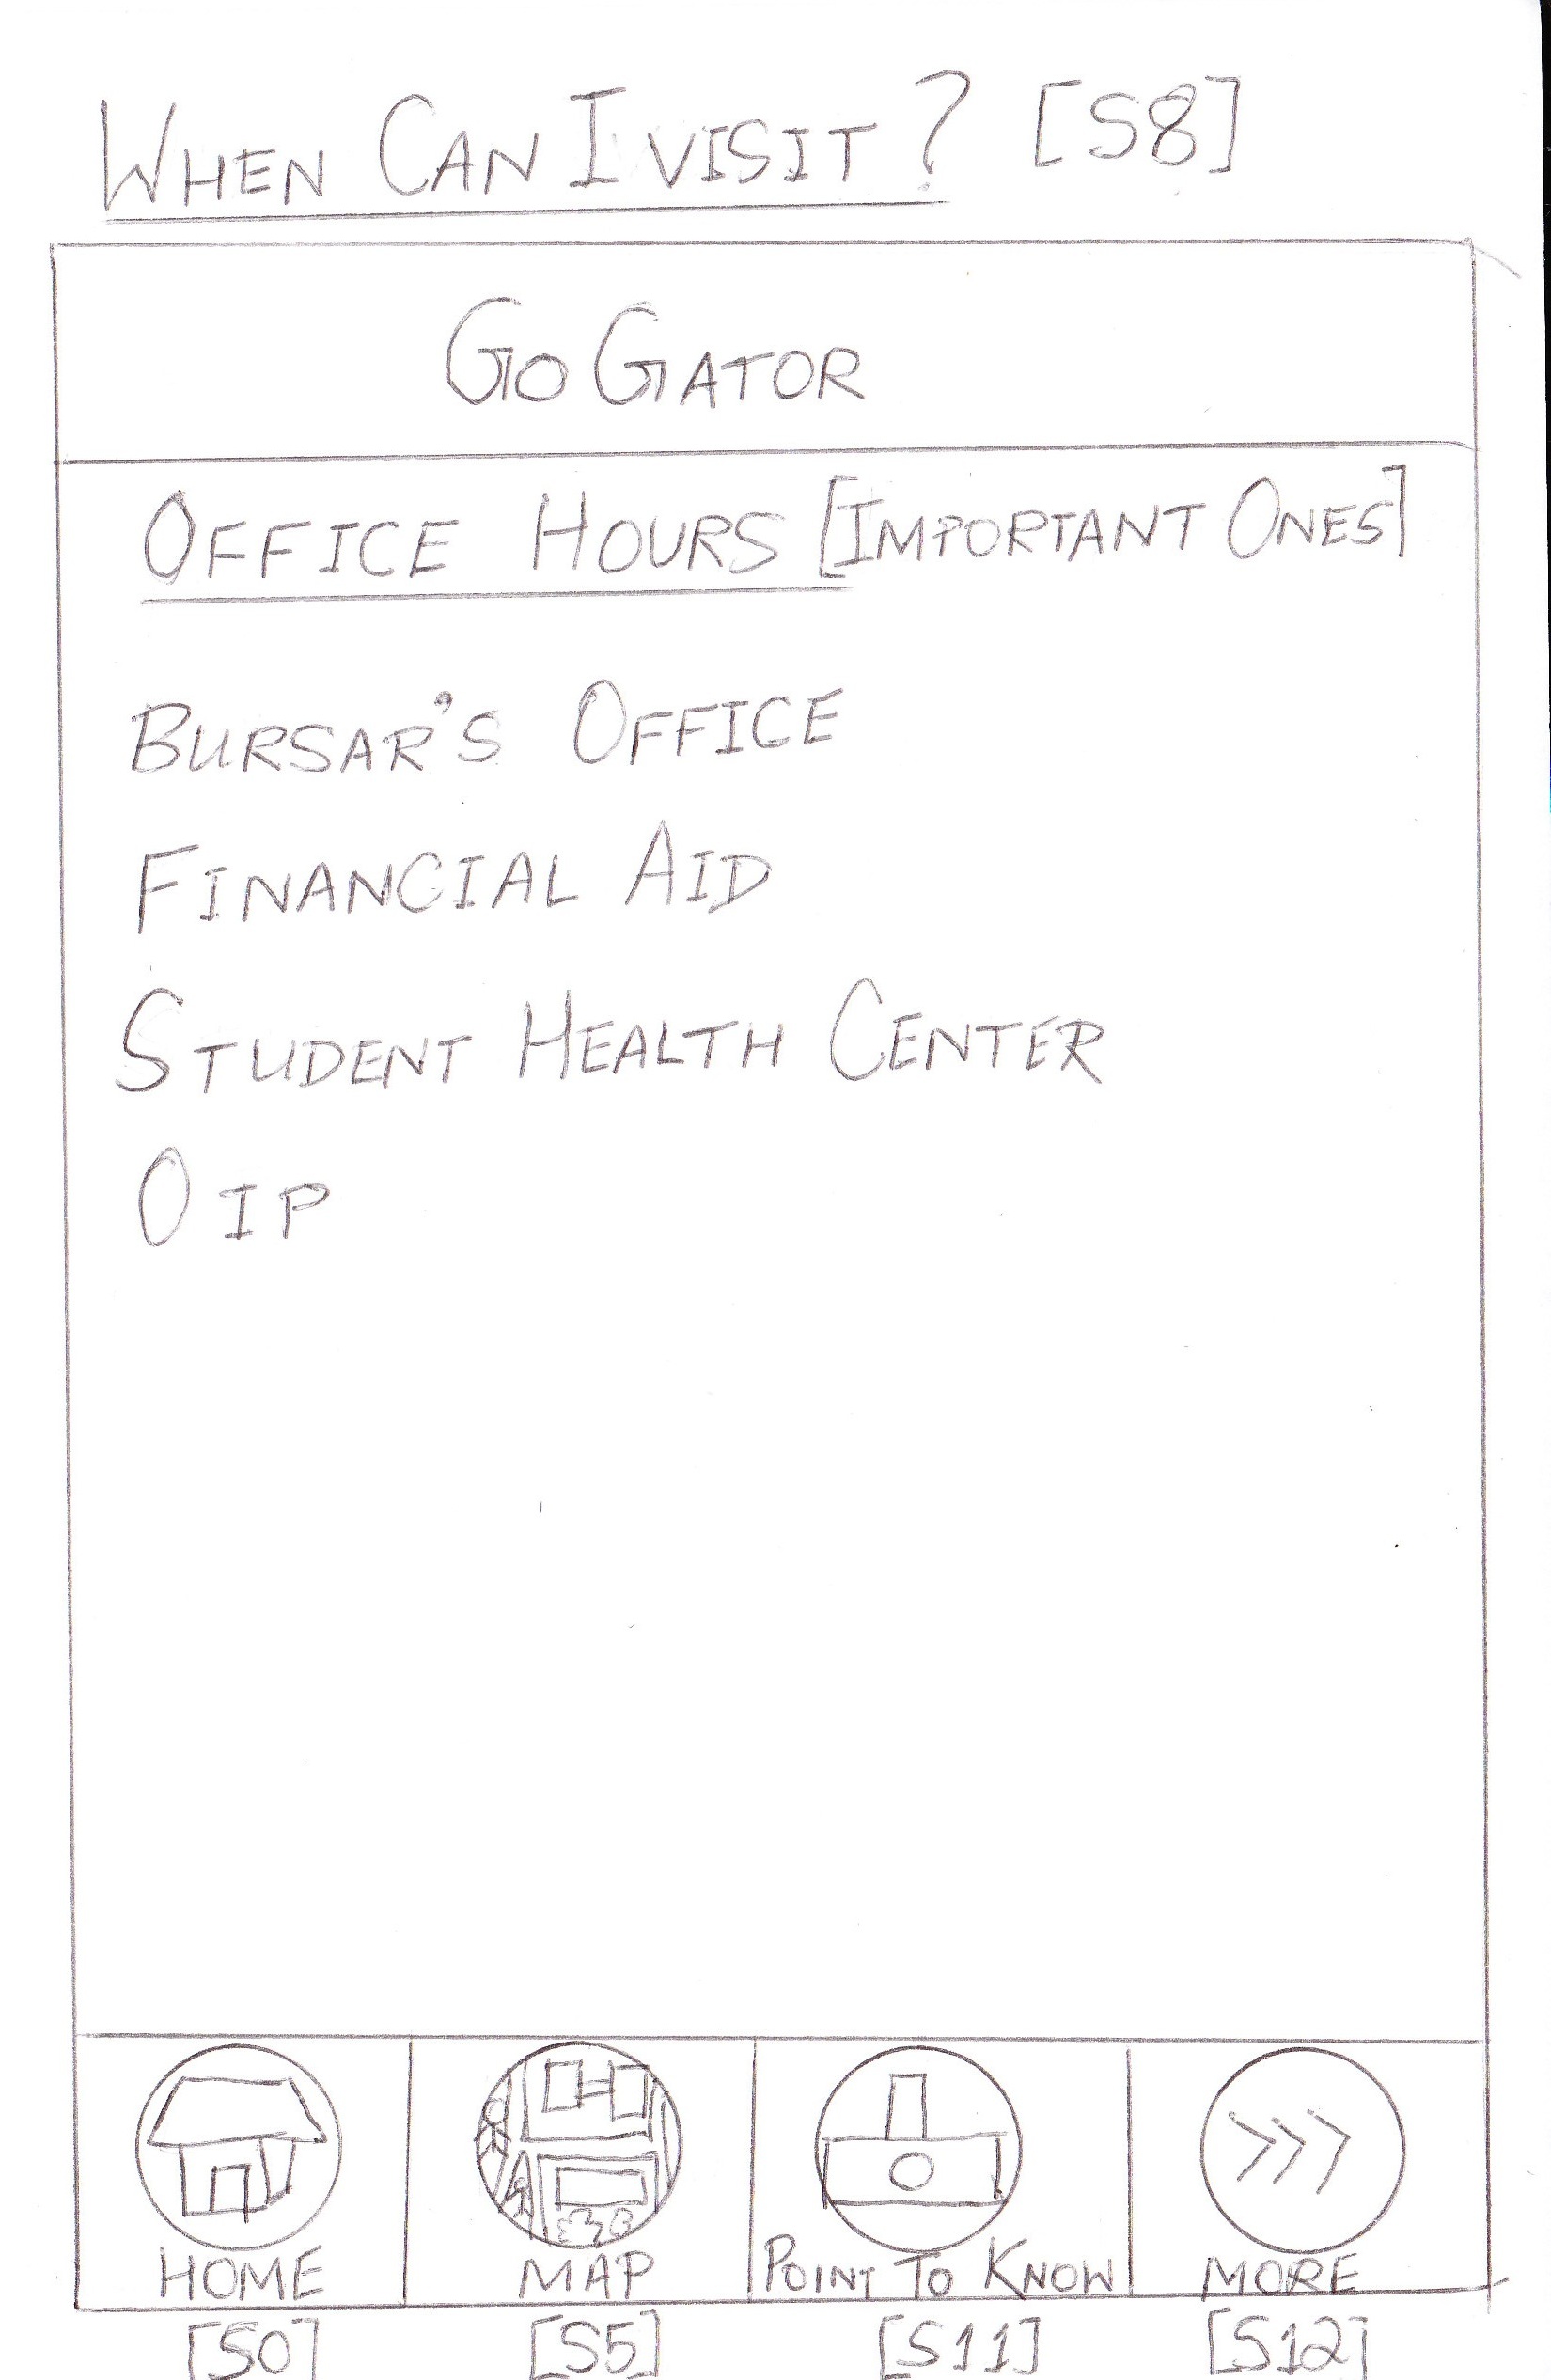 WHEN CAN I VISIT? [S8]
GO GATOR
OFFICE HOURS [IMPORTANT ONES]
BURSAR'S OFFICE
FINANCIAL AID
STUDENT HEALTH CENTER
OIP
HOME MAP POINT TO KNOW MORE
[S0] [S5] [S11] [S12]